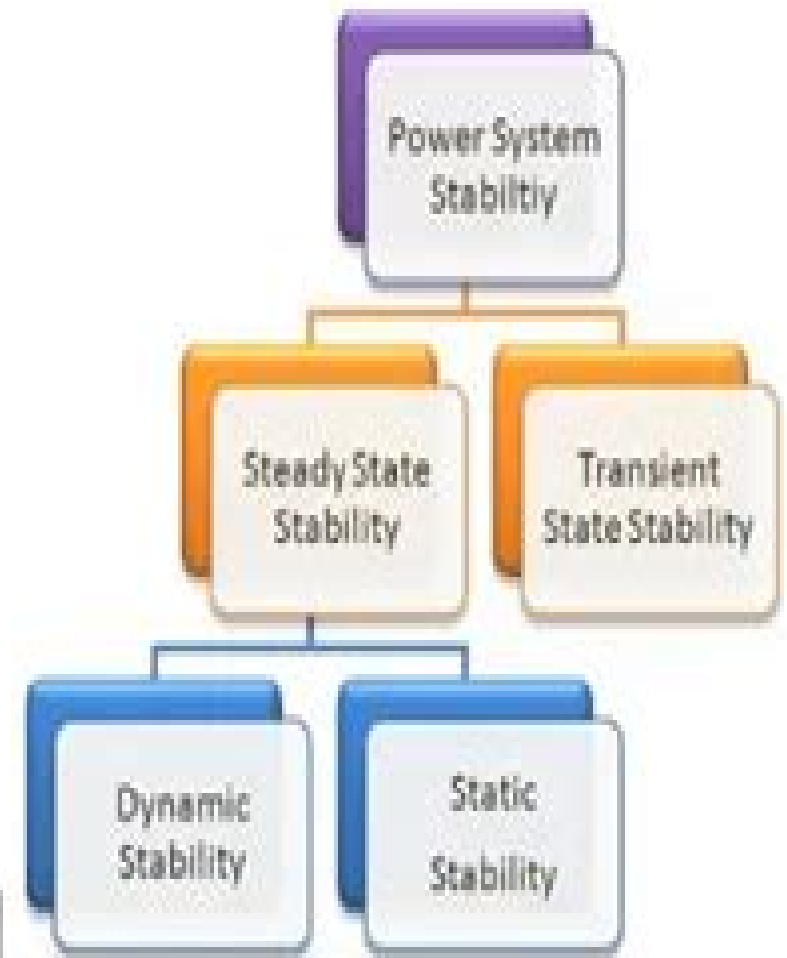 Power System
Stabiltiy
Steady State
Stability
Transient
State Stability
Dynamic
Stability
Static
Stability